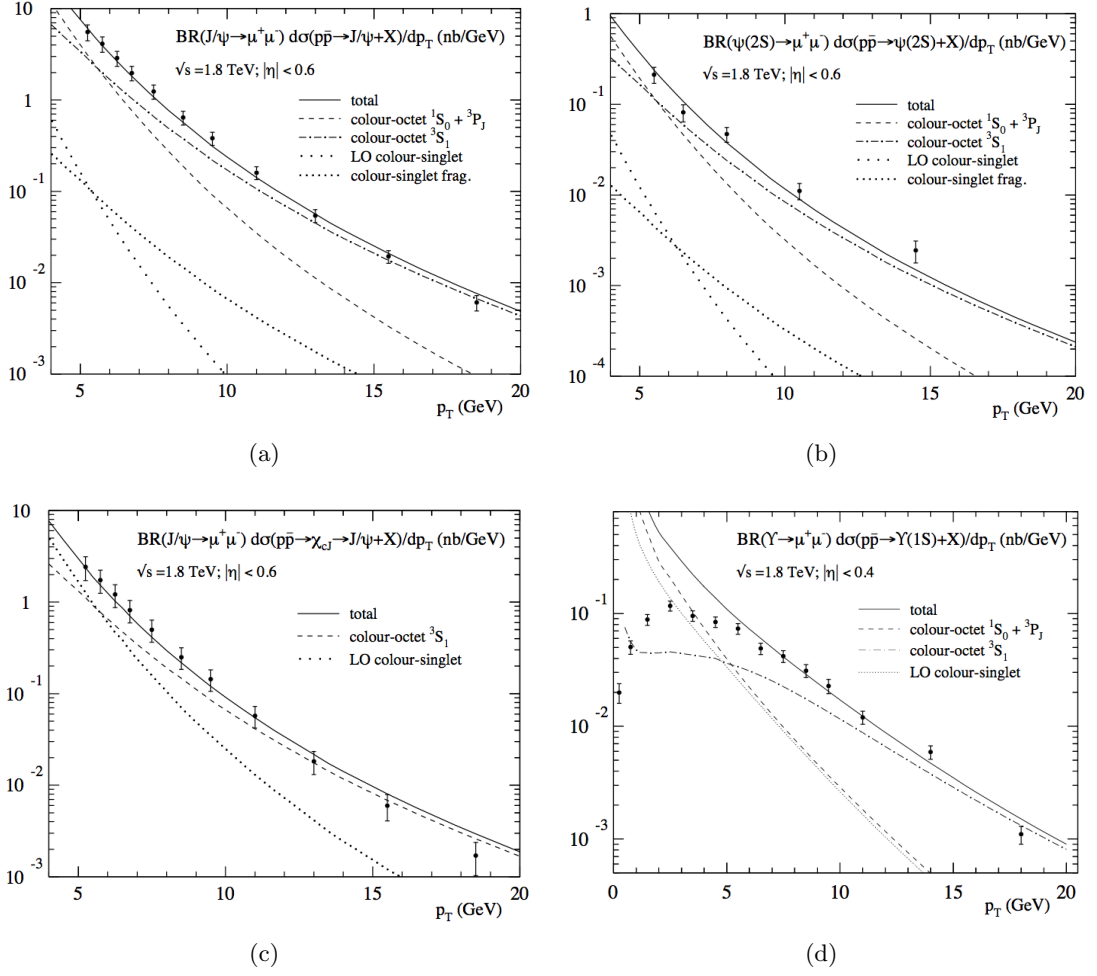 BR(J/ψ→μ⁺μ⁻) dσ(pp̄→J/ψ+X)/dp_T (nb/GeV)
√s =1.8 TeV; |η| < 0.6
total
colour-octet ¹S₀ + ³P_J
colour-octet ³S₁
LO colour-singlet
colour-singlet frag.
10
1
10⁻¹
10⁻²
10⁻³
5 10 15 20
p_T (GeV)
(a)
BR(ψ(2S)→μ⁺μ⁻) dσ(pp̄→ψ(2S)+X)/dp_T (nb/GeV)
√s =1.8 TeV; |η| < 0.6
total
colour-octet ¹S₀ + ³P_J
colour-octet ³S₁
LO colour-singlet
colour-singlet frag.
1
10⁻¹
10⁻²
10⁻³
10⁻⁴
5 10 15 20
p_T (GeV)
(b)
BR(J/ψ→μ⁺μ⁻) dσ(pp̄→χ_cJ→J/ψ+X)/dp_T (nb/GeV)
√s =1.8 TeV; |η| < 0.6
total
colour-octet ³S₁
LO colour-singlet
10
1
10⁻¹
10⁻²
10⁻³
5 10 15 20
p_T (GeV)
(c)
BR(ϒ→μ⁺μ⁻) dσ(pp̄→ϒ(1S)+X)/dp_T (nb/GeV)
√s =1.8 TeV; |η| < 0.4
total
colour-octet ¹S₀ + ³P_J
colour-octet ³S₁
LO colour-singlet
10⁻¹
10⁻²
10⁻³
0 5 10 15 20
p_T (GeV)
(d)